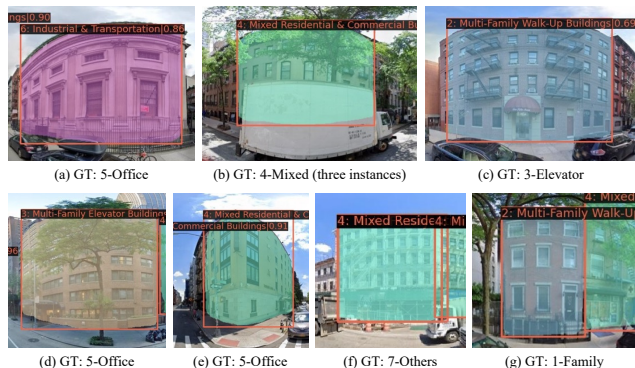 ngs|0.90
6: Industrial & Transportation|0.86
4: Mixed Residential & Commercial Bu
2: Multi-Family Walk-Up Buildings|0.69
(a) GT: 5-Office
(b) GT: 4-Mixed (three instances)
(c) GT: 3-Elevator
3: Multi-Family Elevator Building
4
96
4: Mixed Residential & C
Commercial Buildings|0.91
4: Mixed Reside
4: Mi
4: Mixed
2: Multi-Family Walk-U
(d) GT: 5-Office
(e) GT: 5-Office
(f) GT: 7-Others
(g) GT: 1-Family